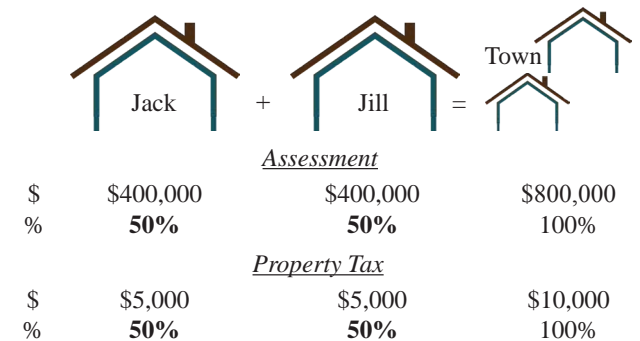 Town
Jack + Jill =
Assessment
$ $400,000 $400,000 $800,000
% 50% 50% 100%
Property Tax
$ $5,000 $5,000 $10,000
% 50% 50% 100%